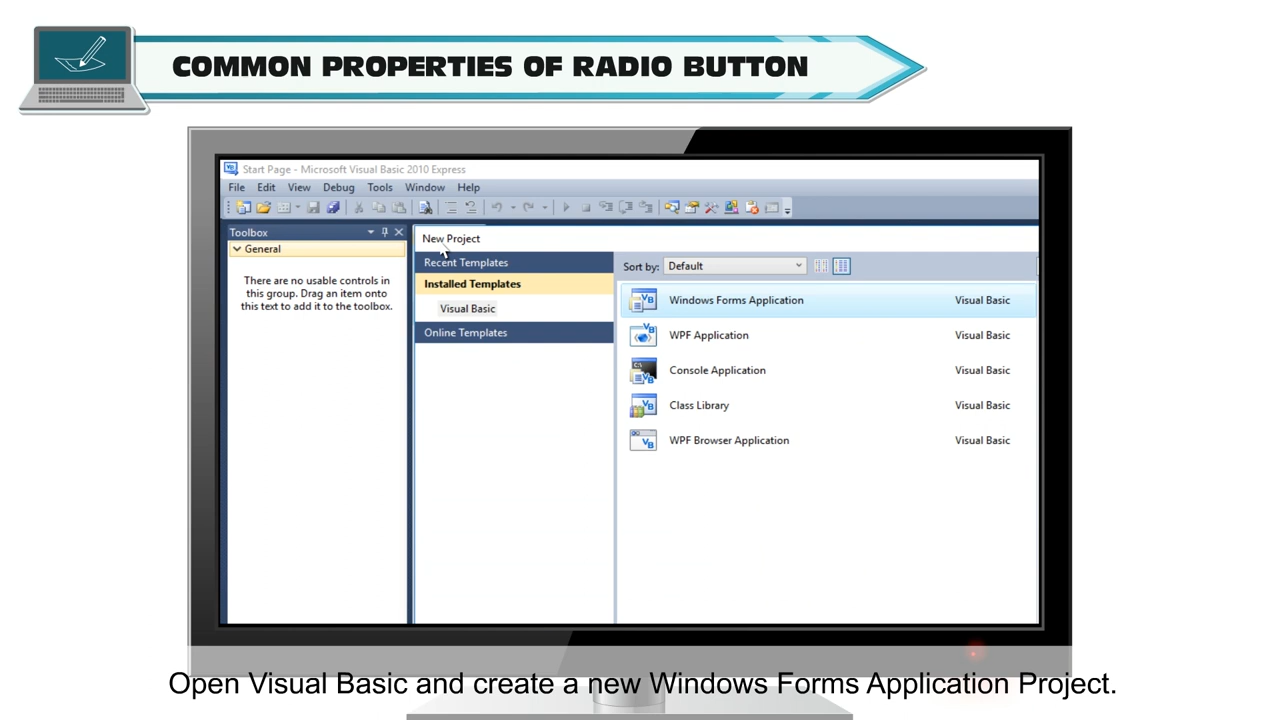 COMMON PROPERTIES OF RADIO BUTTON
Start Page - Microsoft Visual Basic 2010 Express
File Edit View Debug Tools Window Help
Toolbox
General
There are no usable controls in
this group. Drag an item onto
this text to add it to the toolbox.
New Project
Recent Templates
Installed Templates
Visual Basic
Online Templates
Sort by: Default
Windows Forms Application Visual Basic
WPF Application Visual Basic
Console Application Visual Basic
Class Library Visual Basic
WPF Browser Application Visual Basic
Open Visual Basic and create a new Windows Forms Application Project.